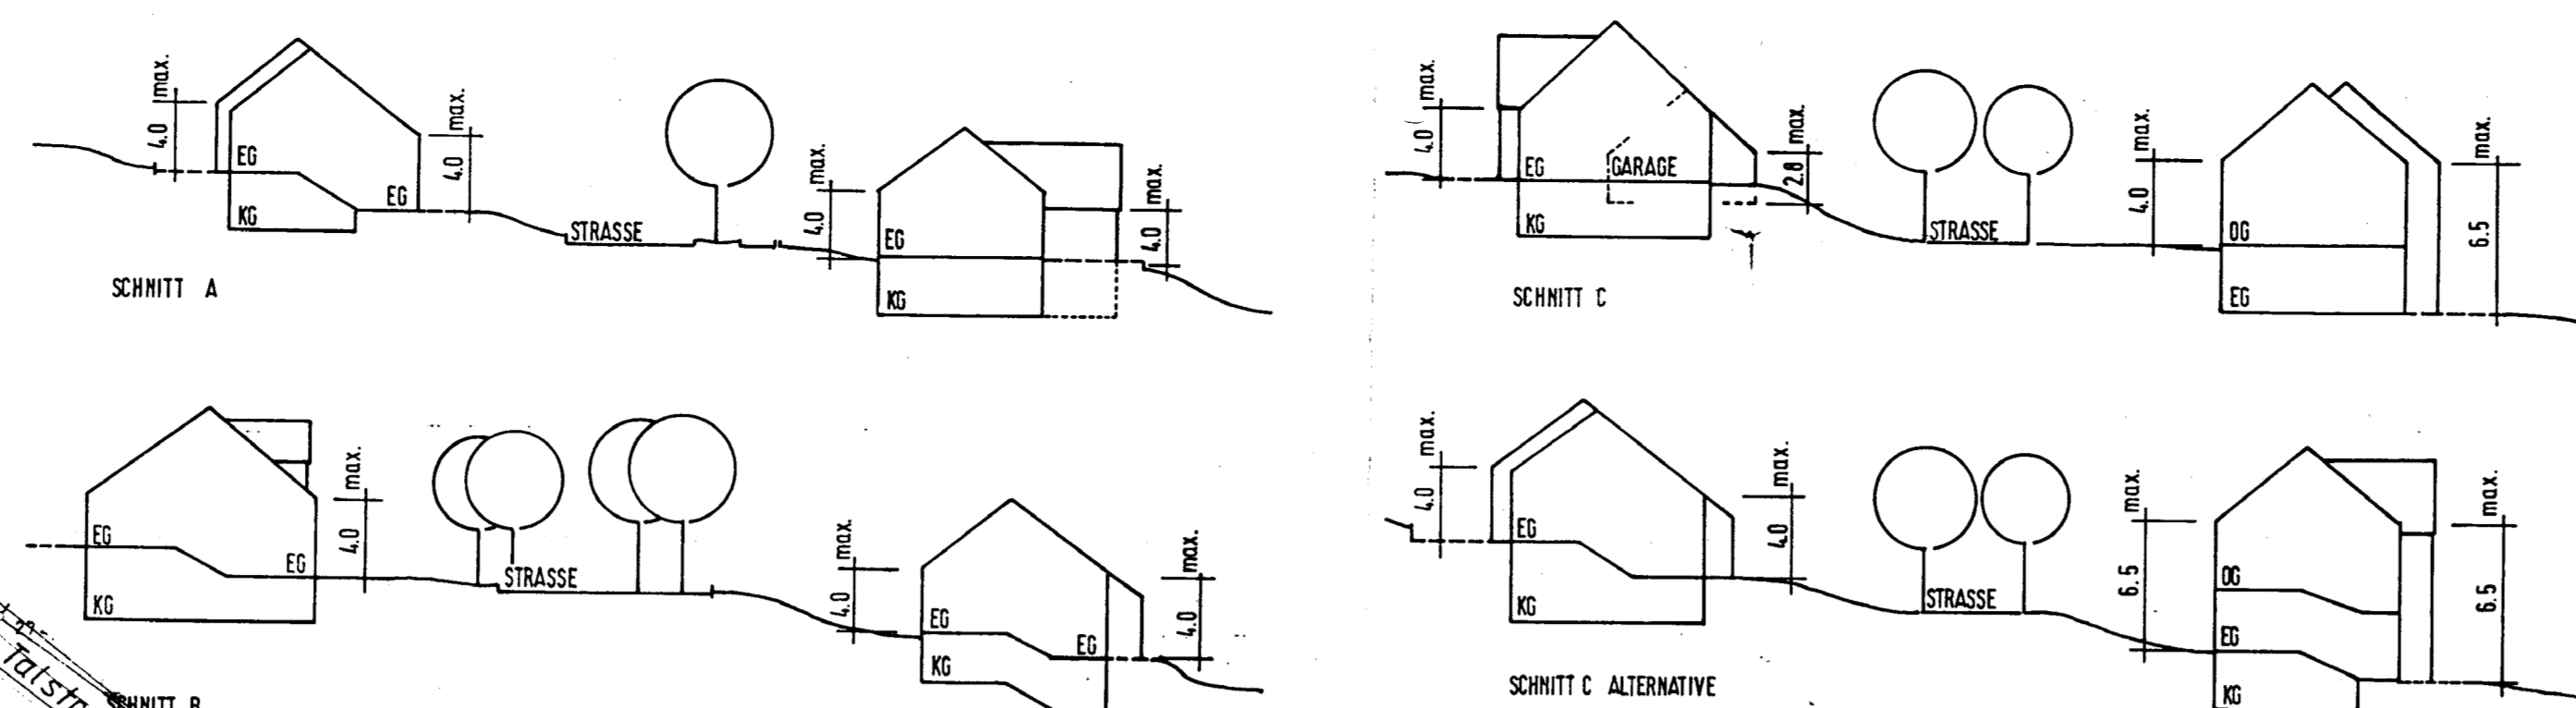 max.
4.0
EG
KG
EG
max.
4.0
STRASSE
max.
4.0
EG
KG
max.
4.0
SCHNITT A
max.
4.0
EG
KG
GARAGE
max.
2.8
STRASSE
max.
4.0
OG
EG
max.
6.5
SCHNITT C
EG
KG
EG
max.
4.0
STRASSE
max.
4.0
EG
KG
EG
max.
4.0
SCHNITT B
max.
4.0
EG
KG
max.
4.0
STRASSE
max.
6.5
OG
EG
KG
max.
6.5
SCHNITT C ALTERNATIVE